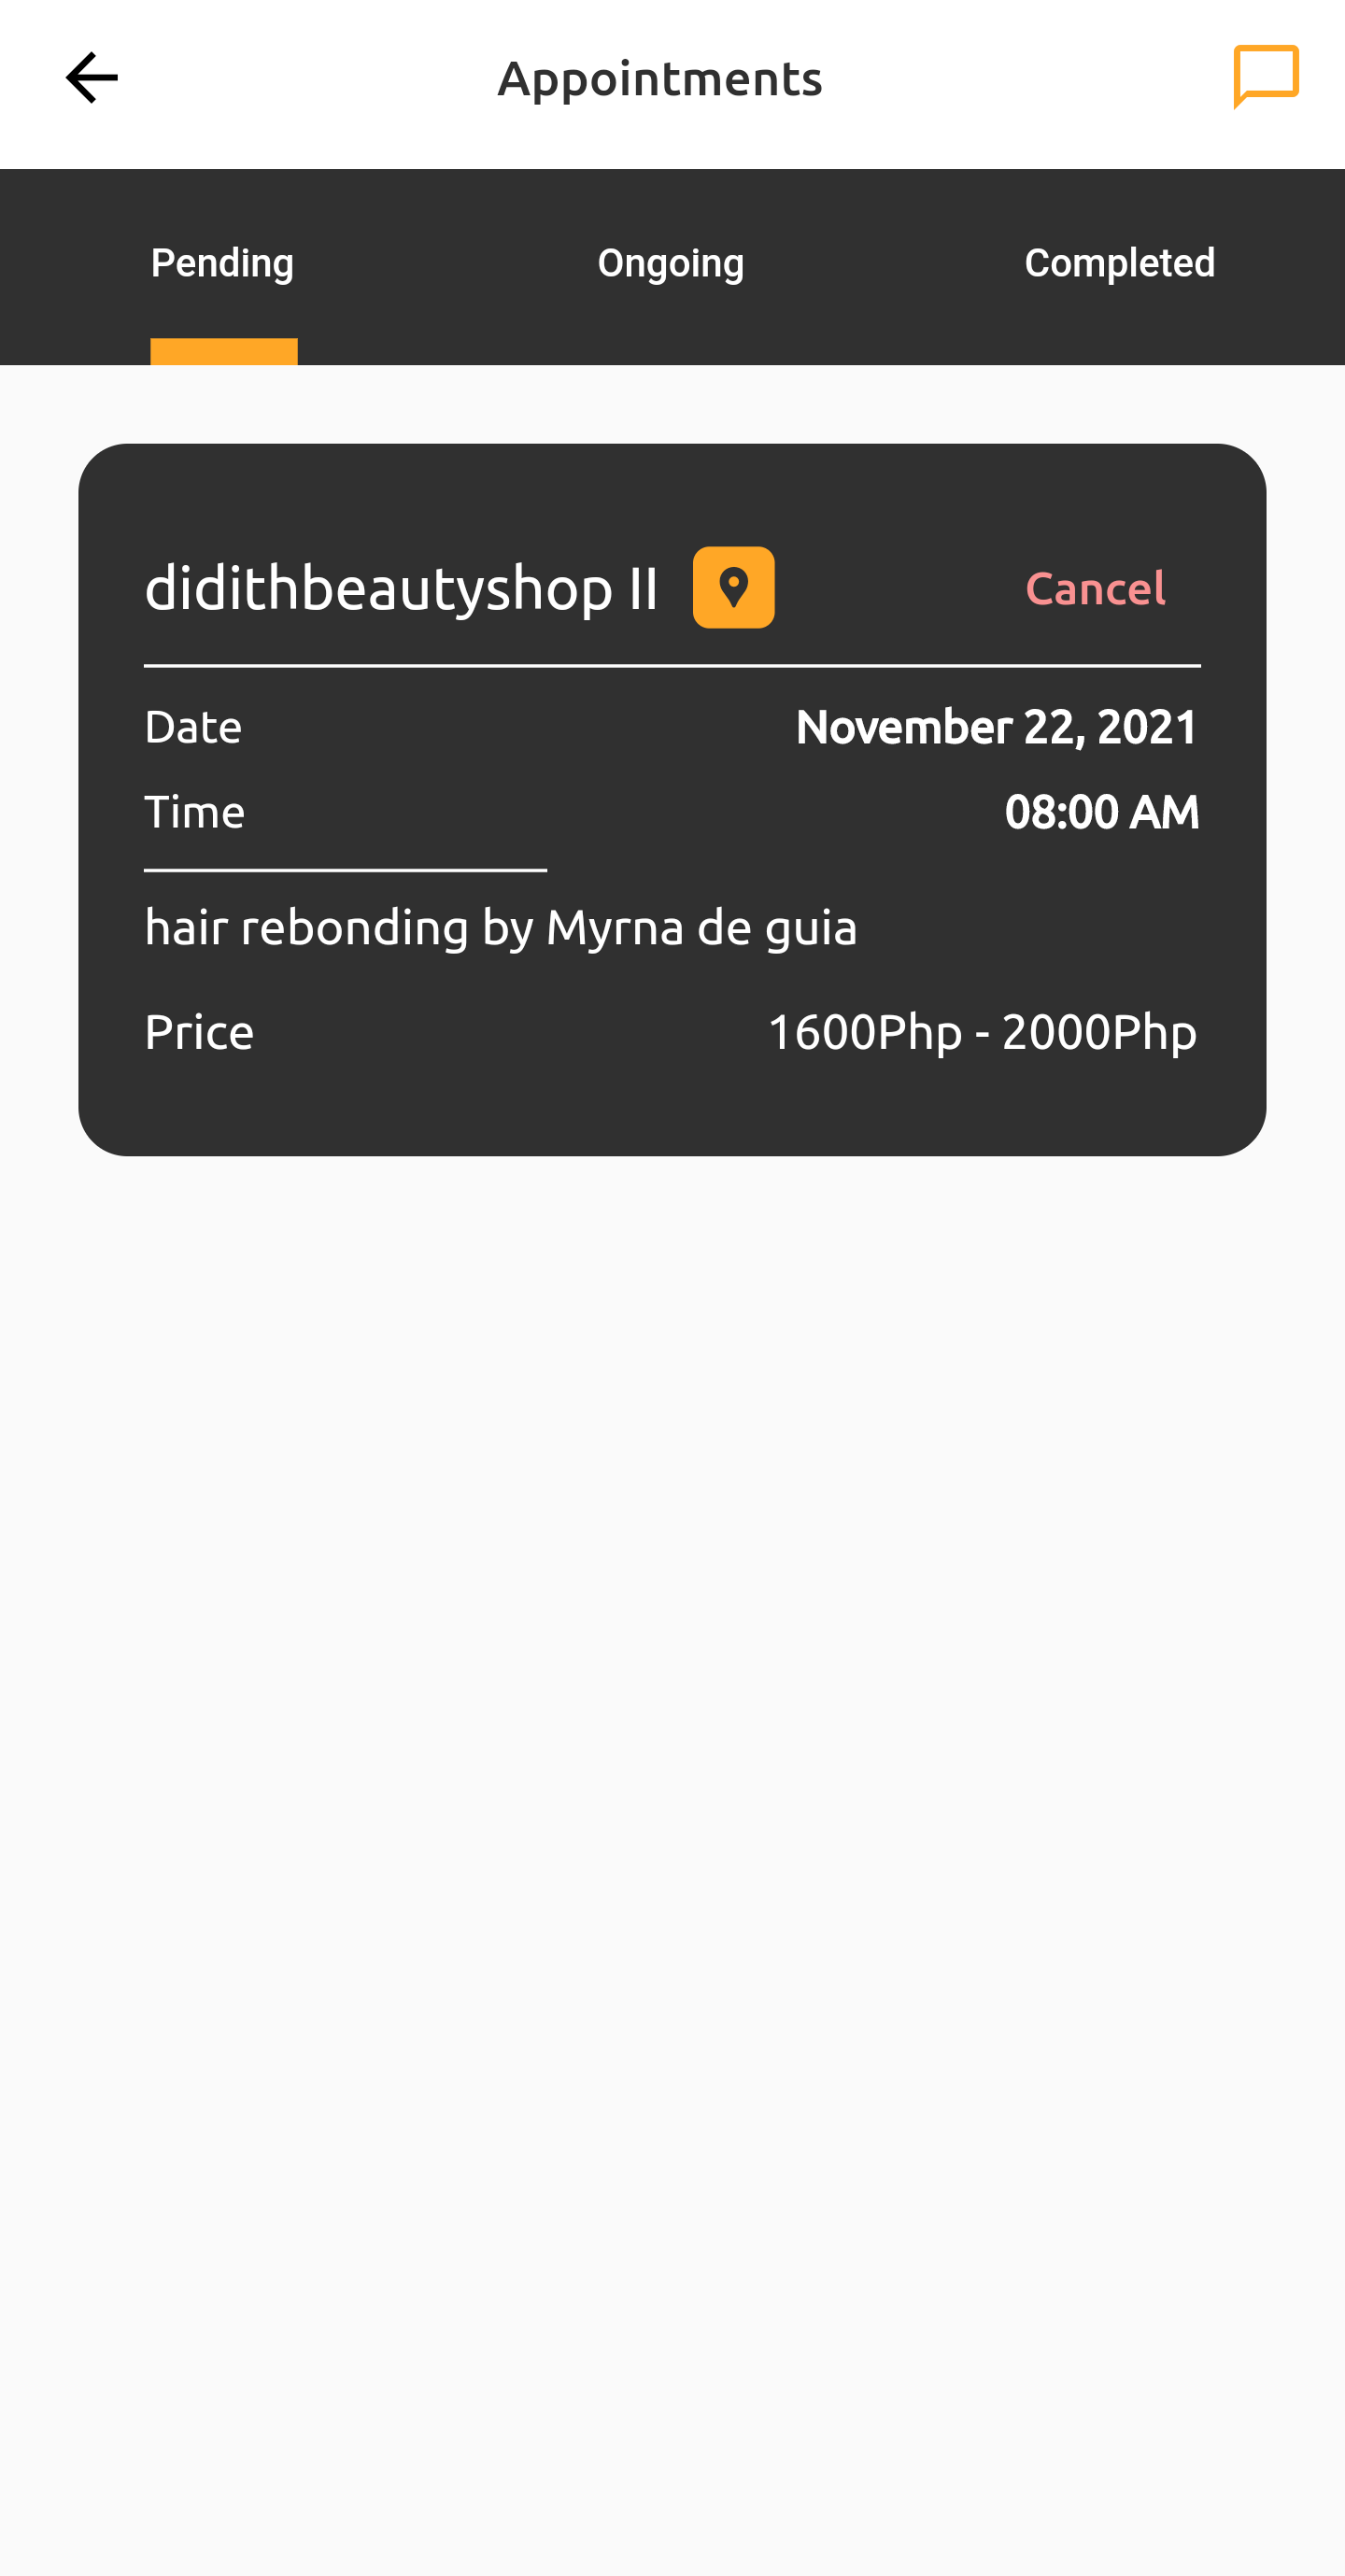 Appointments
Pending Ongoing Completed
didithbeautyshop II Cancel
Date November 22, 2021
Time 08:00 AM
hair rebonding by Myrna de guia
Price 1600Php - 2000Php